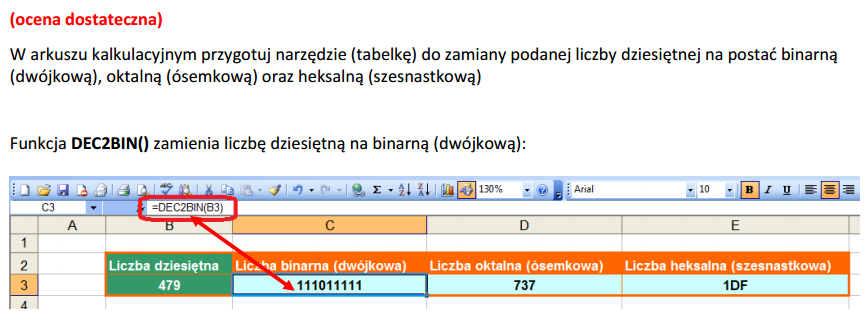 (ocena dostateczna)
W arkuszu kalkulacyjnym przygotuj narzędzie (tabelkę) do zamiany podanej liczby dziesiętnej na postać binarną
(dwójkową), oktalną (ósemkową) oraz heksalną (szesnastkową)
Funkcja DEC2BIN() zamienia liczbę dziesiętną na binarną (dwójkową):
130% Arial 10 B I U
C3 =DEC2BIN(B3)
A B C D E
1
2 Liczba dziesiętna Liczba binarna (dwójkowa) Liczba oktalna (ósemkowa) Liczba heksalna (szesnastkowa)
3 479 111011111 737 1DF
4